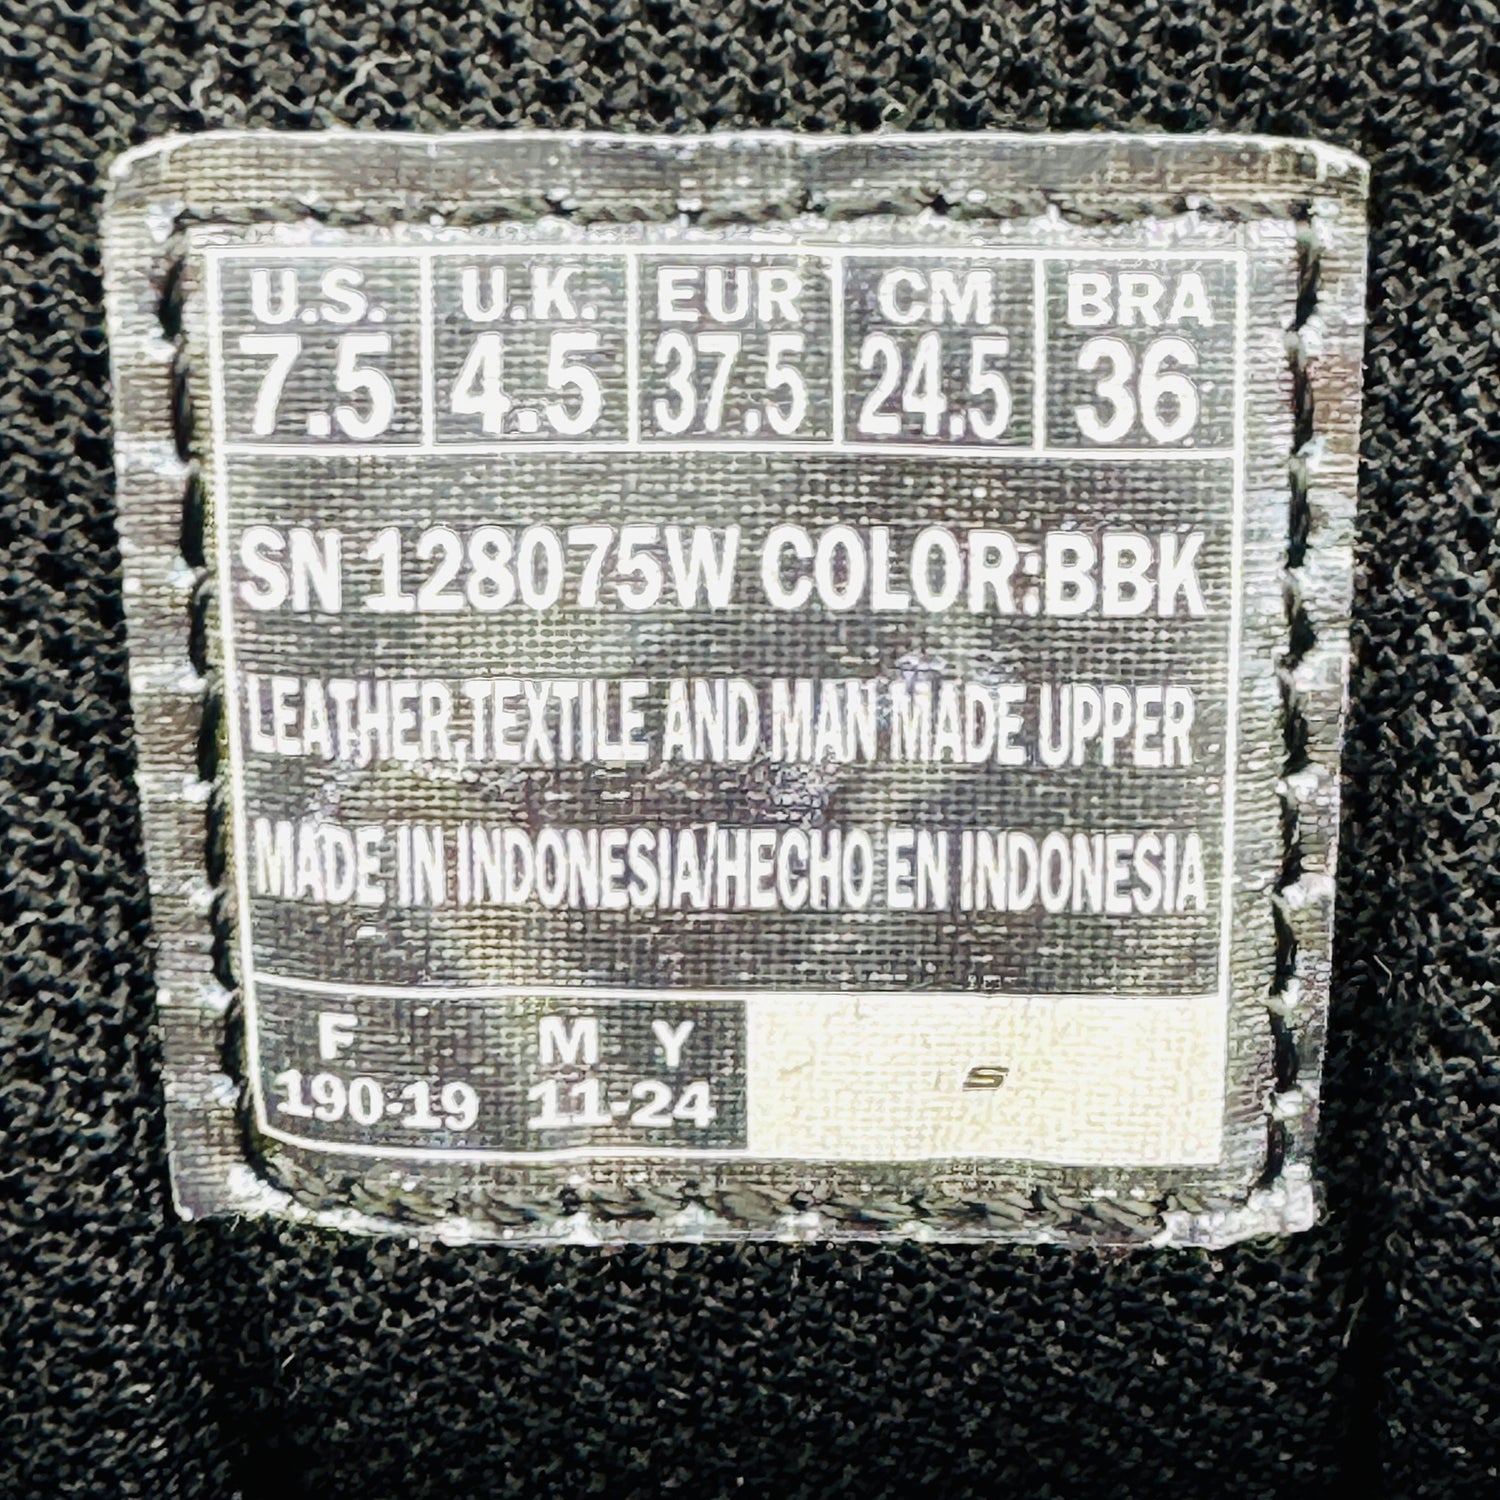 U.S. U.K. EUR CM BRA
7.5 4.5 37.5 24.5 36
SN 128075W COLOR:BBK
LEATHER,TEXTILE AND MAN MADE UPPER
MADE IN INDONESIA/HECHO EN INDONESIA
F M Y
190-19 11-24
S